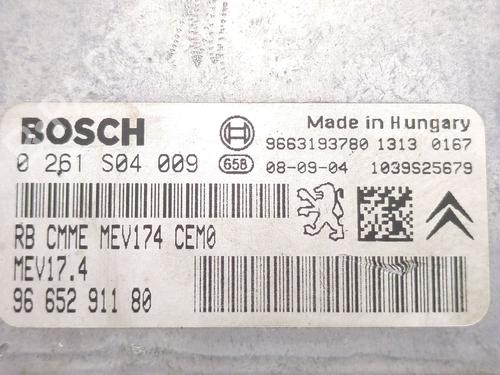 BOSCH
Made in Hungary
9663193780 1313 0167
0 261 S04 009
658
08-09-04
1039S25679
RB CMME MEV174 CEM0
MEV17.4
96 652 911 80